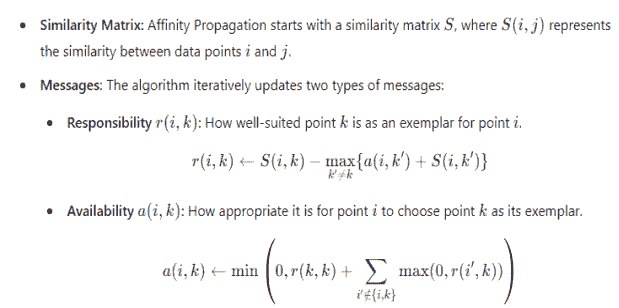 • Similarity Matrix: Affinity Propagation starts with a similarity matrix S, where S(i, j) represents
the similarity between data points i and j.
• Messages: The algorithm iteratively updates two types of messages:
• Responsibility r(i, k): How well-suited point k is as an exemplar for point i.
r(i, k) ← S(i, k) − max{a(i, k′) + S(i, k′)}
k′≠k
• Availability a(i, k): How appropriate it is for point i to choose point k as its exemplar.
a(i, k) ← min (0, r(k, k) + ∑ max(0, r(i′, k)))
i′∉{i,k}